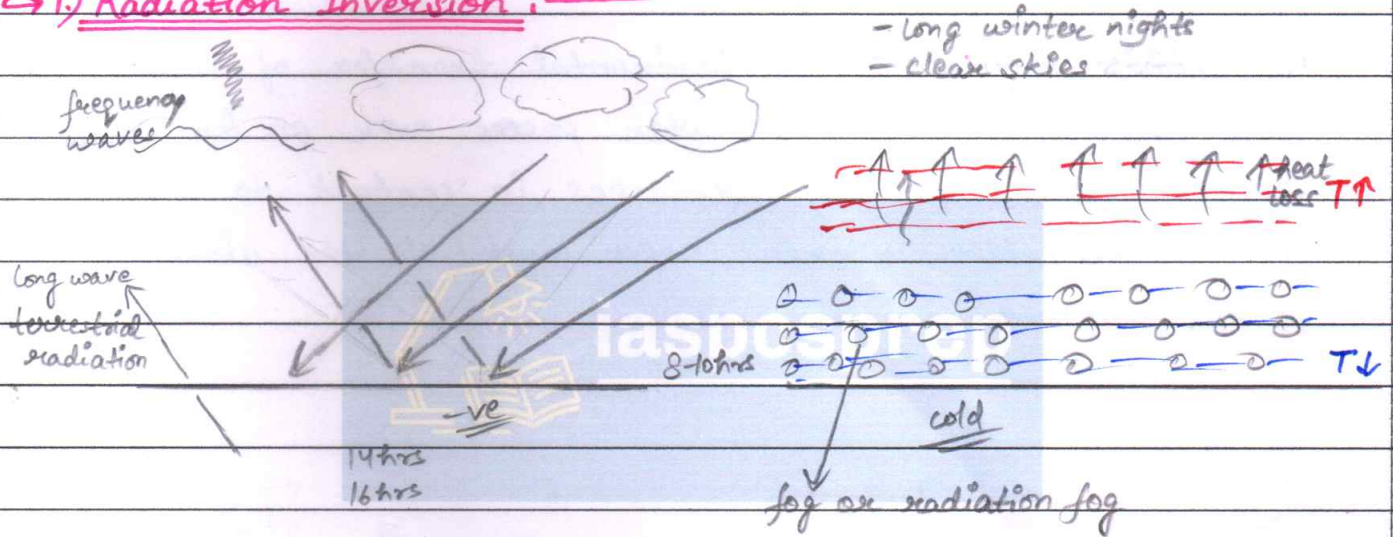 ↳ 1.) Radiation Inversion :
- long winter nights
- clear skies
frequency
waves
heat
loss T↑
long wave
terrestrial
radiation
iaspcsprep
8-10hrs
T↓
-ve
cold
14hrs
16hrs
fog or radiation fog